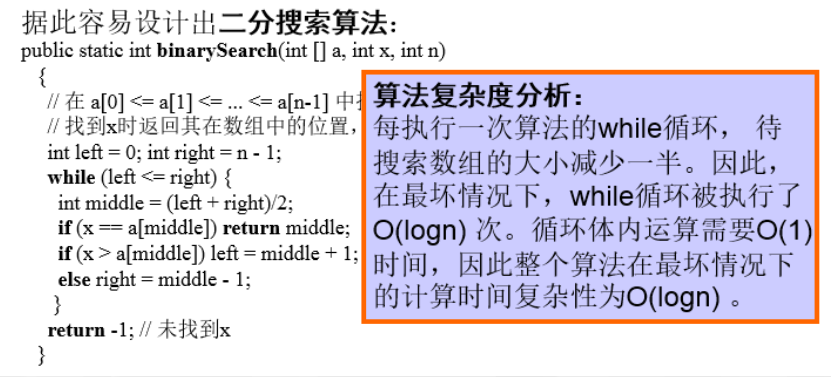 据此容易设计出二分搜索算法：
public static int binarySearch(int [] a, int x, int n)
{
// 在 a[0] <= a[1] <= ... <= a[n-1] 中
// 找到x时返回其在数组中的位置，
int left = 0; int right = n - 1;
while (left <= right) {
int middle = (left + right)/2;
if (x == a[middle]) return middle;
if (x > a[middle]) left = middle + 1;
else right = middle - 1;
}
return -1; // 未找到x
}
算法复杂度分析：
每执行一次算法的while循环， 待
搜索数组的大小减少一半。因此，
在最坏情况下，while循环被执行了
O(logn) 次。循环体内运算需要O(1)
时间，因此整个算法在最坏情况下
的计算时间复杂性为O(logn) 。